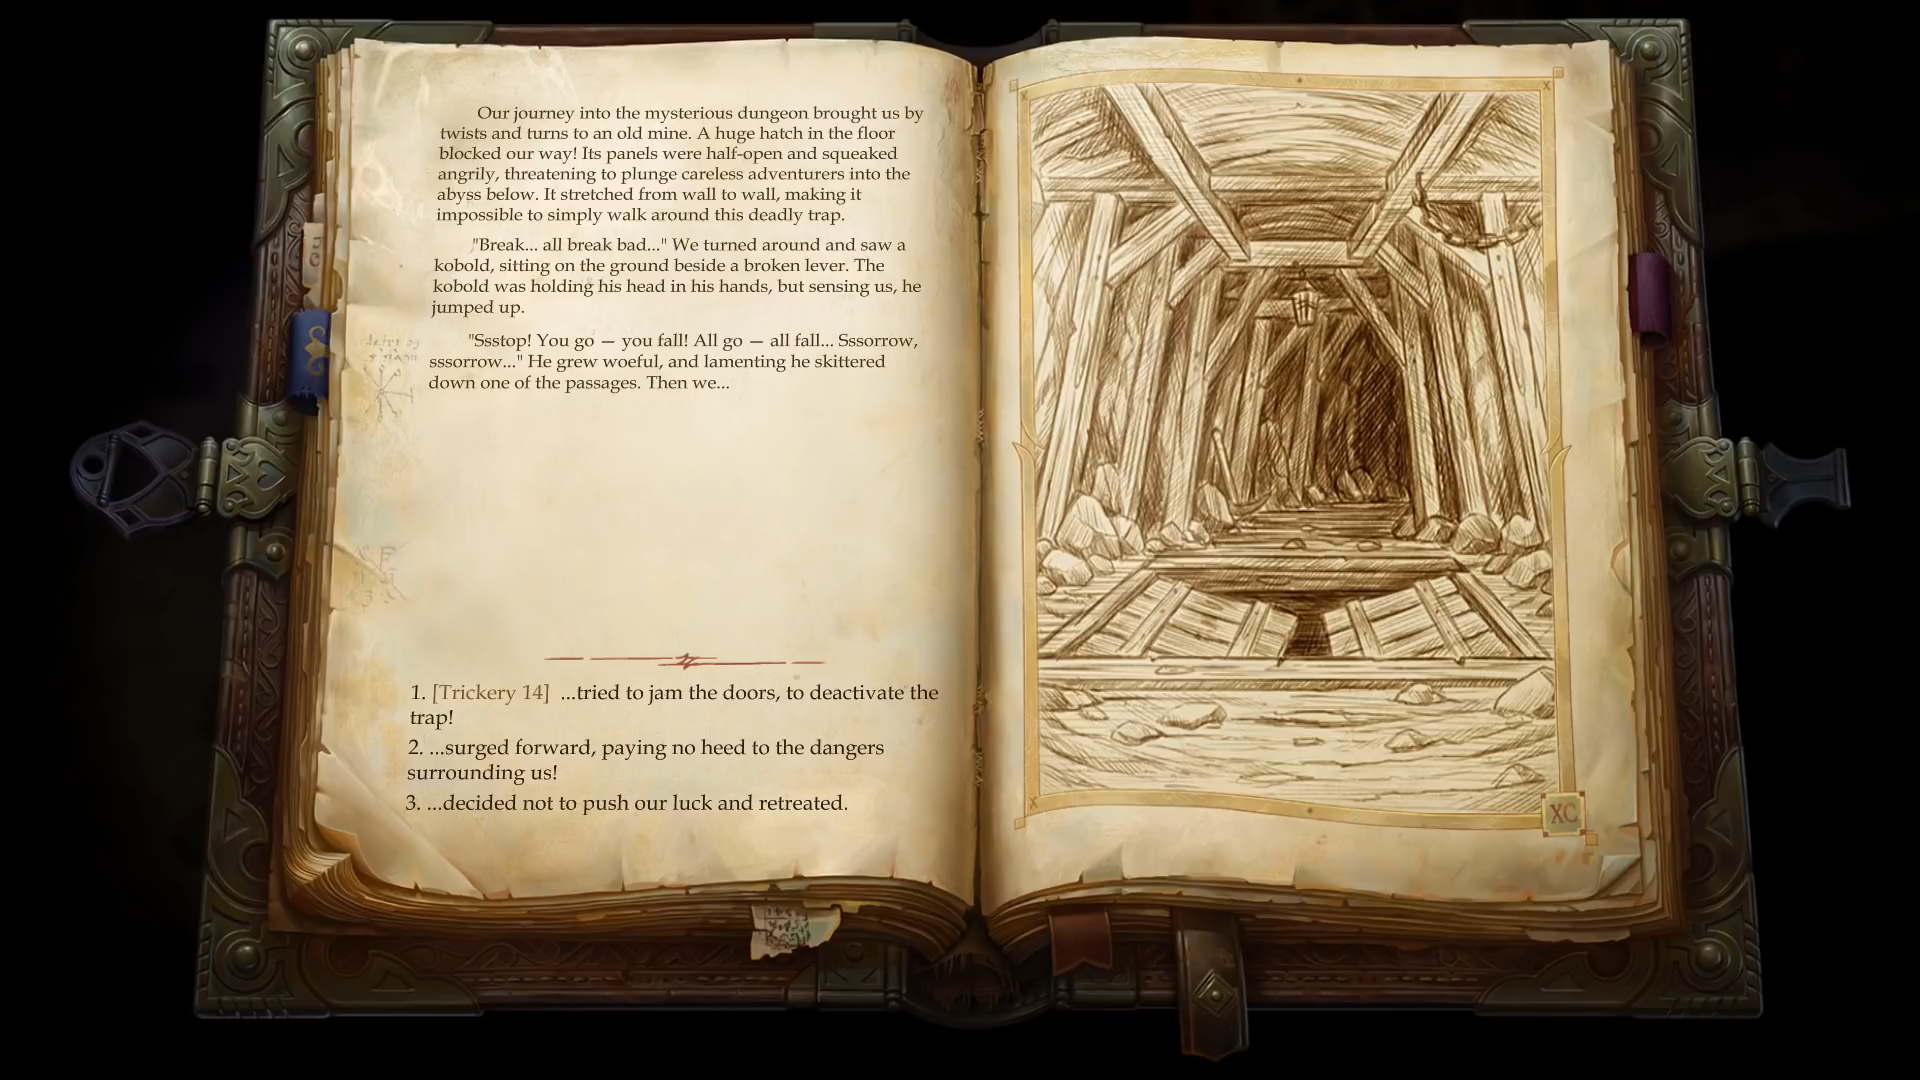 Our journey into the mysterious dungeon brought us by
twists and turns to an old mine. A huge hatch in the floor
blocked our way! Its panels were half-open and squeaked
angrily, threatening to plunge careless adventurers into the
abyss below. It stretched from wall to wall, making it
impossible to simply walk around this deadly trap.
"Break... all break bad..." We turned around and saw a
kobold, sitting on the ground beside a broken lever. The
kobold was holding his head in his hands, but sensing us, he
jumped up.
"Ssstop! You go — you fall! All go — all fall... Sssorrow,
sssorrow..." He grew woeful, and lamenting he skittered
down one of the passages. Then we...
1. [Trickery 14] ...tried to jam the doors, to deactivate the
trap!
2. ...surged forward, paying no heed to the dangers
surrounding us!
3. ...decided not to push our luck and retreated.
XC